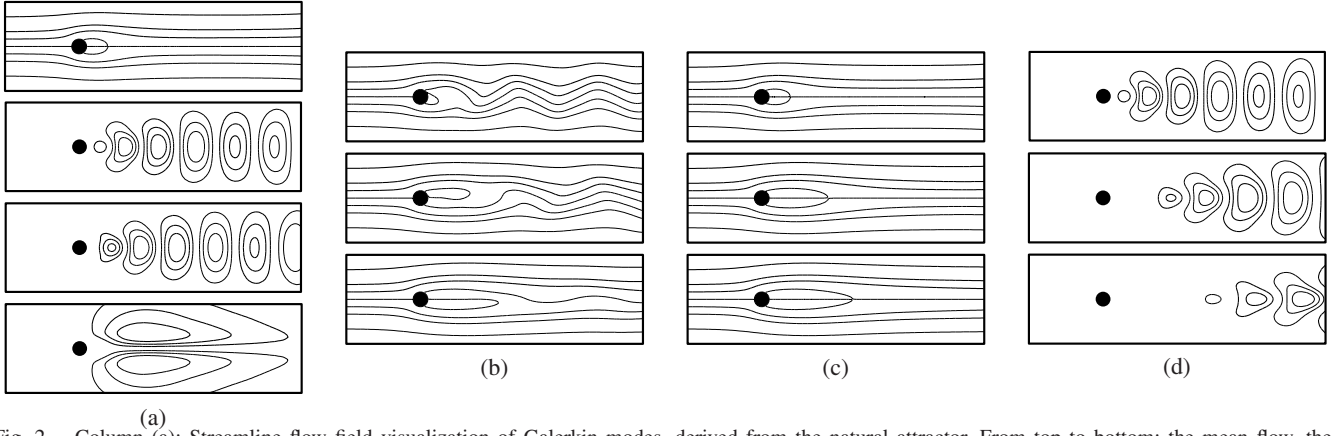 (b)
(c)
(d)
(a)
Fig. 2. Column (a): Streamline flow field visualization of Galerkin modes, derived from the natural attractor. From top to bottom: the mean flow, the